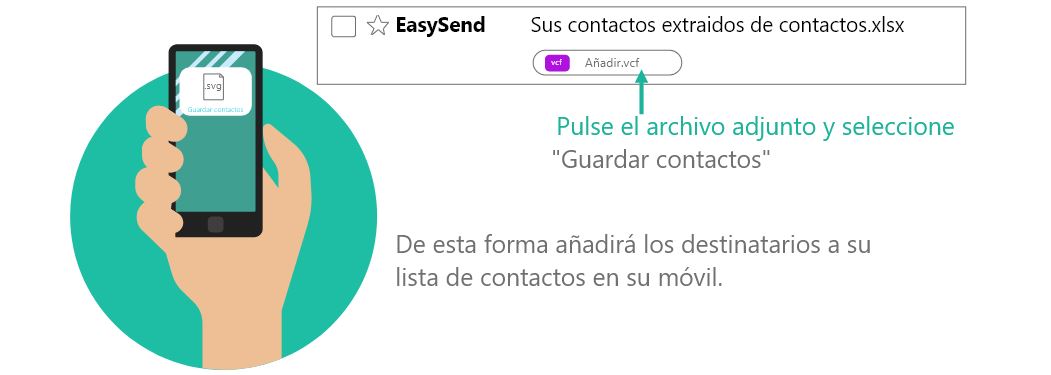 EasySend Sus contactos extraidos de contactos.xlsx
vcf Añadir.vcf
.svg
Guardar contactos
Pulse el archivo adjunto y seleccione
"Guardar contactos"
De esta forma añadirá los destinatarios a su
lista de contactos en su móvil.